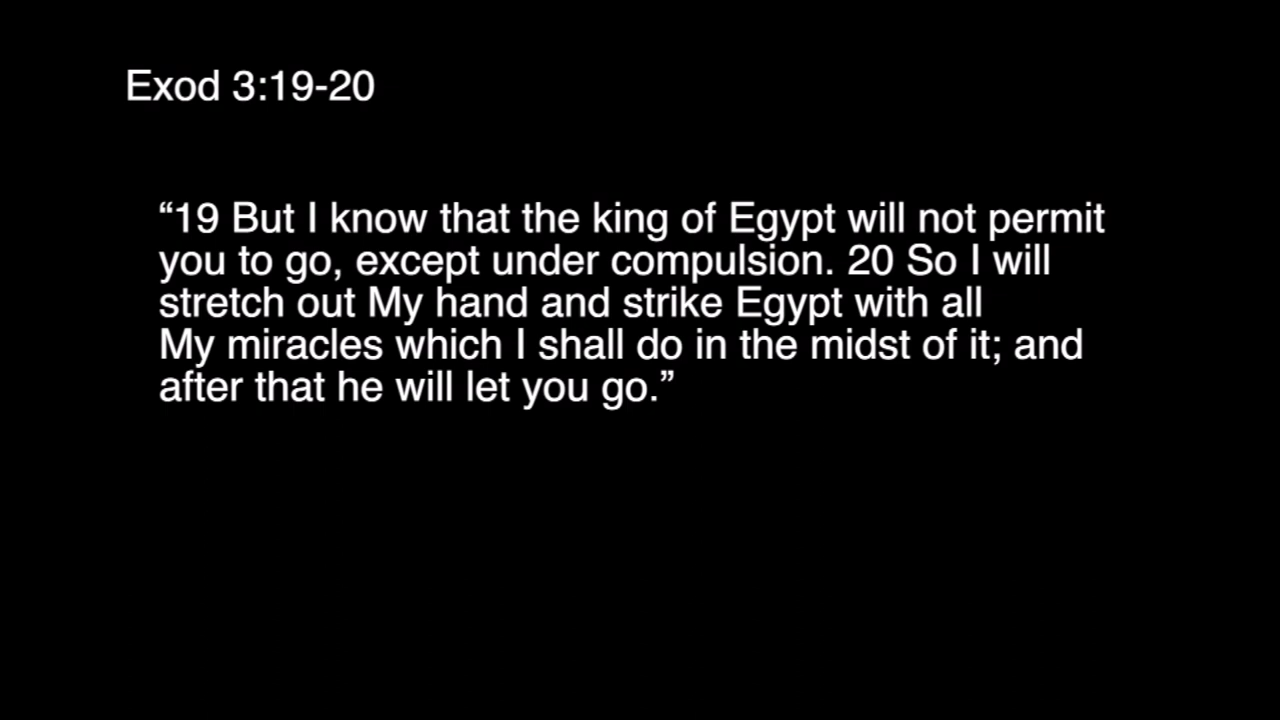 Exod 3:19-20
“19 But I know that the king of Egypt will not permit
you to go, except under compulsion. 20 So I will
stretch out My hand and strike Egypt with all
My miracles which I shall do in the midst of it; and
after that he will let you go.”